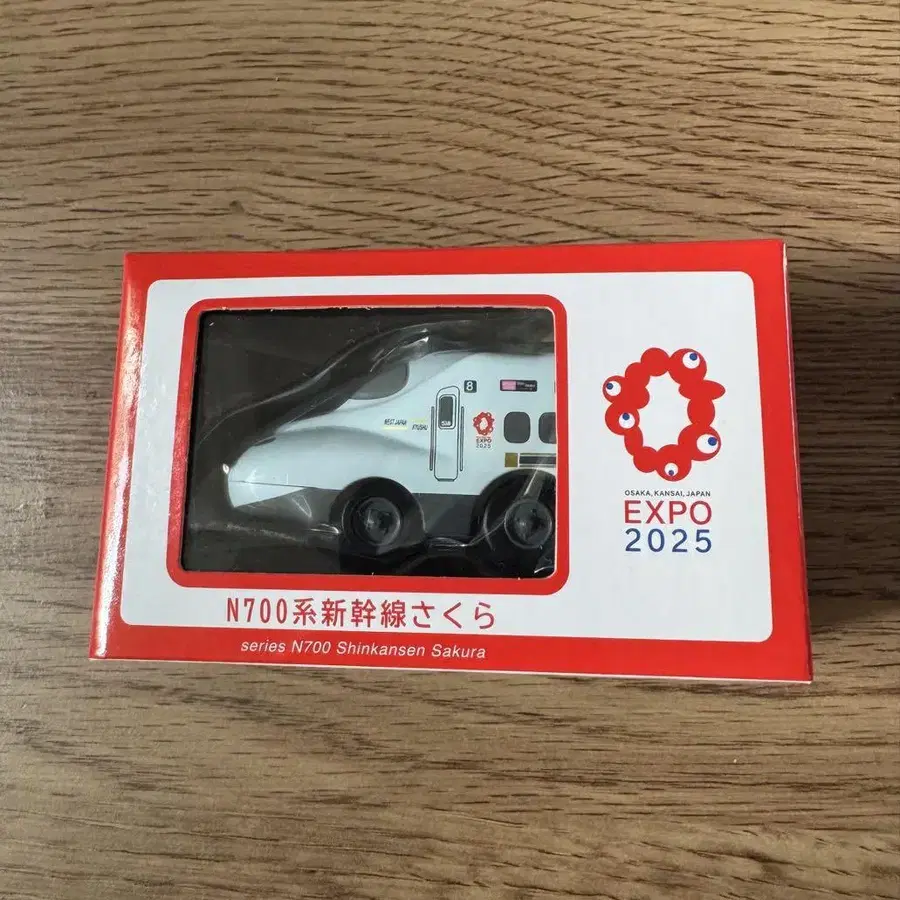 8
WEST JAPAN
KYUSHU
EXPO
2025
OSAKA, KANSAI, JAPAN
EXPO
2025
N700系新幹線さくら
series N700 Shinkansen Sakura